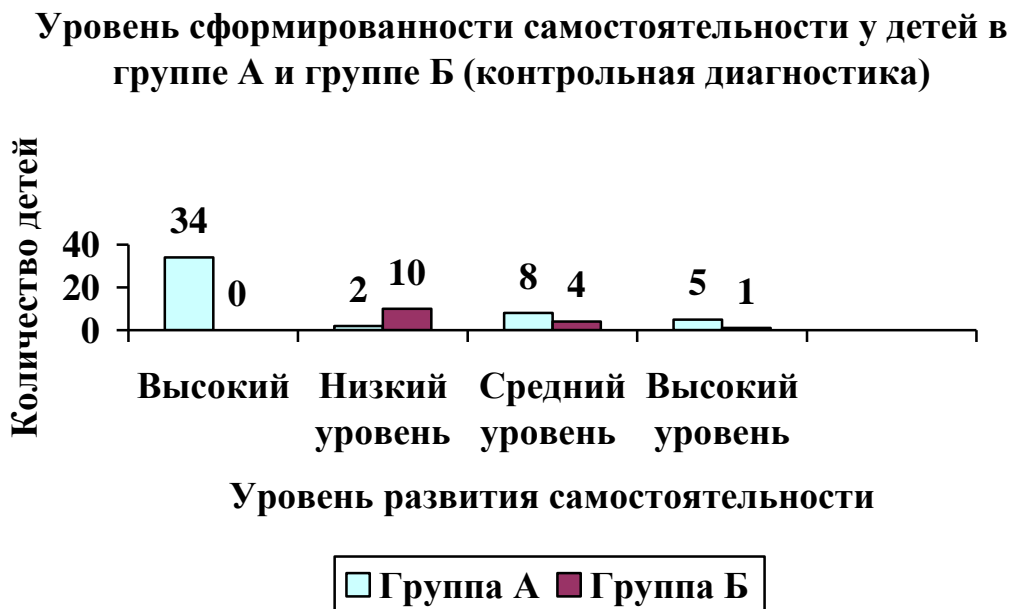 Уровень сформированности самостоятельности у детей в
группе А и группе Б (контрольная диагностика)
Количество детей
40
20
0
34
0
2
10
8
4
5
1
Высокий
Низкий
уровень
Средний
уровень
Высокий
уровень
Уровень развития самостоятельности
Группа А
Группа Б